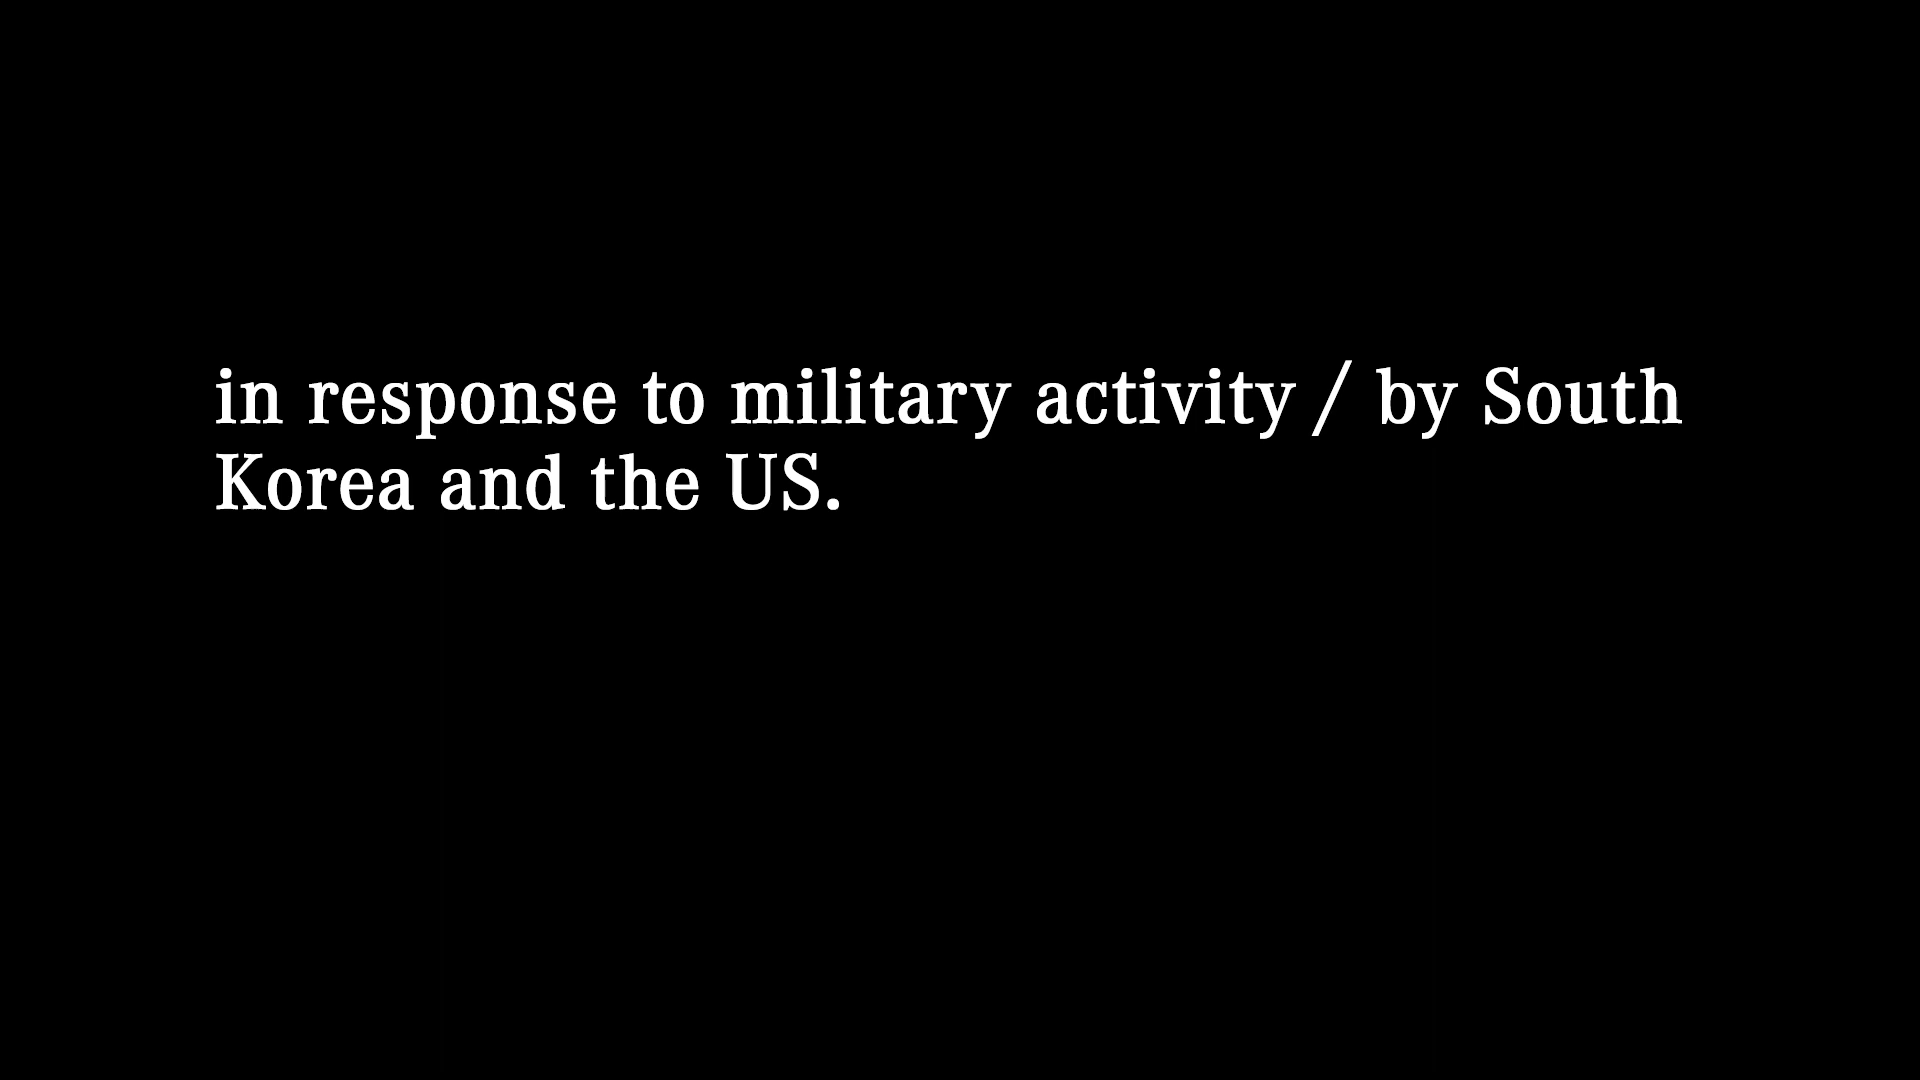 in response to military activity / by South
Korea and the US.